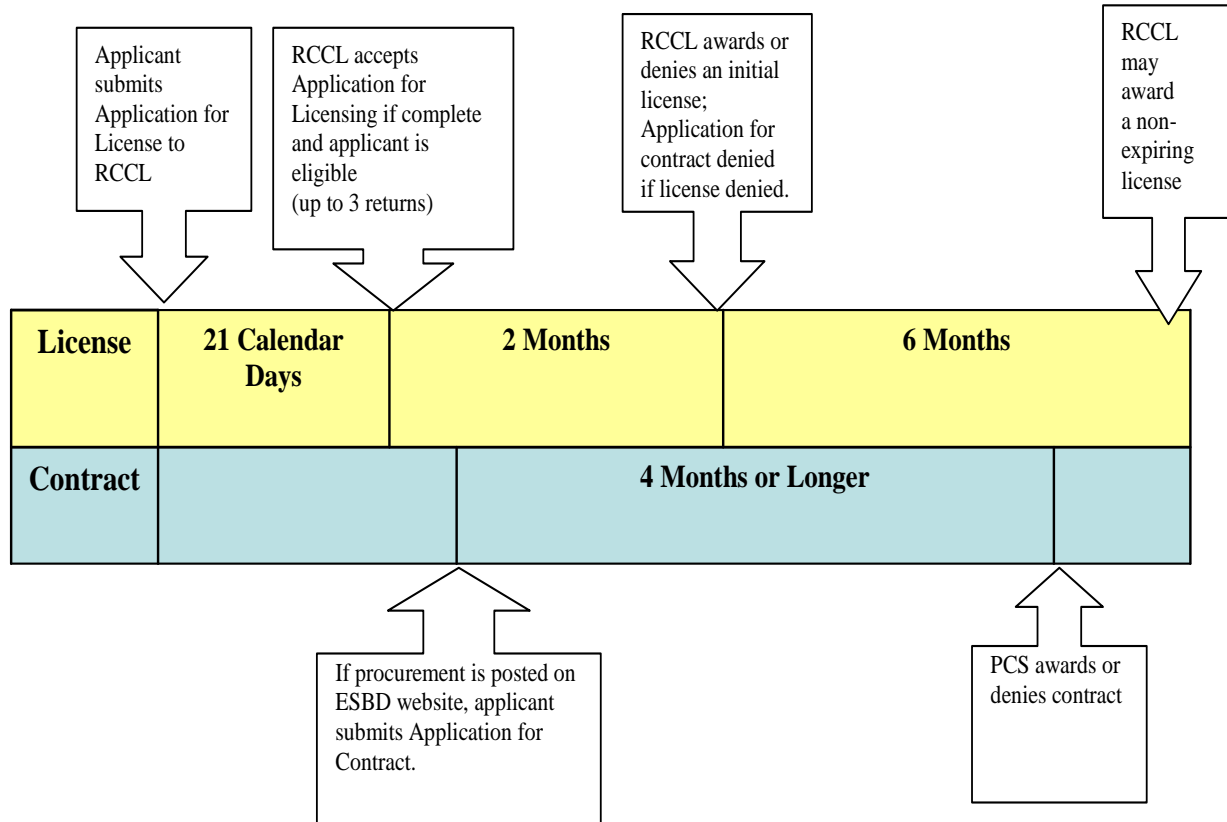 Applicant
submits
Application for
License to
RCCL
RCCL accepts
Application for
Licensing if complete
and applicant is
eligible
(up to 3 returns)
RCCL awards or
denies an initial
license;
Application for
contract denied
if license denied.
RCCL
may
award
a non-
expiring
license
License
21 Calendar
Days
2 Months
6 Months
Contract
4 Months or Longer
If procurement is posted on
ESBD website, applicant
submits Application for
Contract.
PCS awards or
denies contract